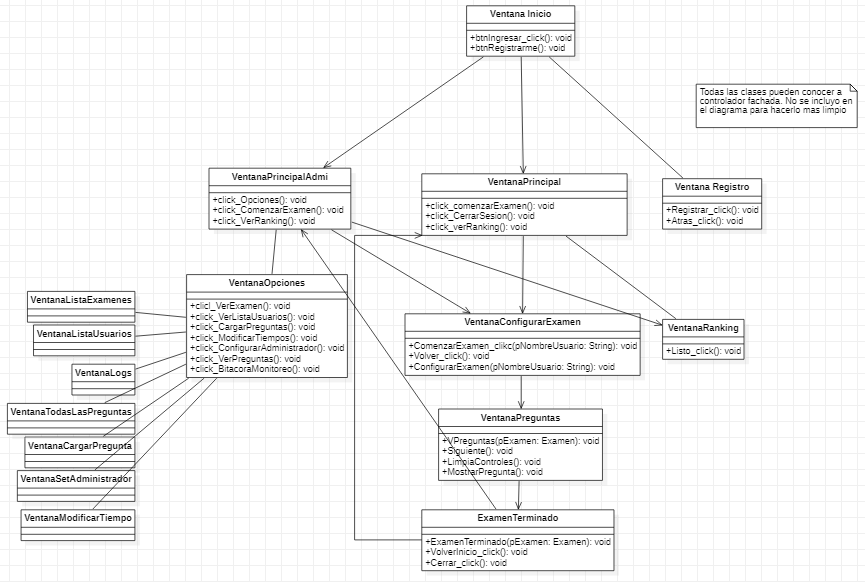 Ventana Inicio
+btnIngresar_click(): void
+btnRegistrarme(): void
Todas las clases pueden conocer a
controlador fachada. No se incluyo en
el diagrama para hacerlo mas limpio
VentanaPrincipalAdmi
+click_Opciones(): void
+click_ComenzarExamen(): void
+click_VerRanking(): void
VentanaPrincipal
+click_comenzarExamen(): void
+click_CerrarSesion(): void
+click_verRanking(): void
Ventana Registro
+Registrar_click(): void
+Atras_click(): void
VentanaOpciones
+clicl_VerExamen(): void
+click_VerListaUsuarios(): void
+click_CargarPreguntas(): void
+click_ModificarTiempos(): void
+click_ConfigurarAdministrador(): void
+click_VerPreguntas(): void
+click_BitacoraMonitoreo(): void
VentanaListaExamenes
VentanaListaUsuarios
VentanaLogs
VentanaTodasLasPreguntas
VentanaCargarPregunta
VentanaSetAdministrador
VentanaModificarTiempo
VentanaConfigurarExamen
+ComenzarExamen_clikc(pNombreUsuario: String): void
+Volver_click(): void
+ConfigurarExamen(pNombreUsuario: String): void
VentanaRanking
+Listo_click(): void
VentanaPreguntas
+VPreguntas(pExamen: Examen): void
+Siguiente(): void
+LimpiaControles(): void
+MostrarPregunta(): void
ExamenTerminado
+ExamenTerminado(pExamen: Examen): void
+VolverInicio_click(): void
+Cerrar_click(): void